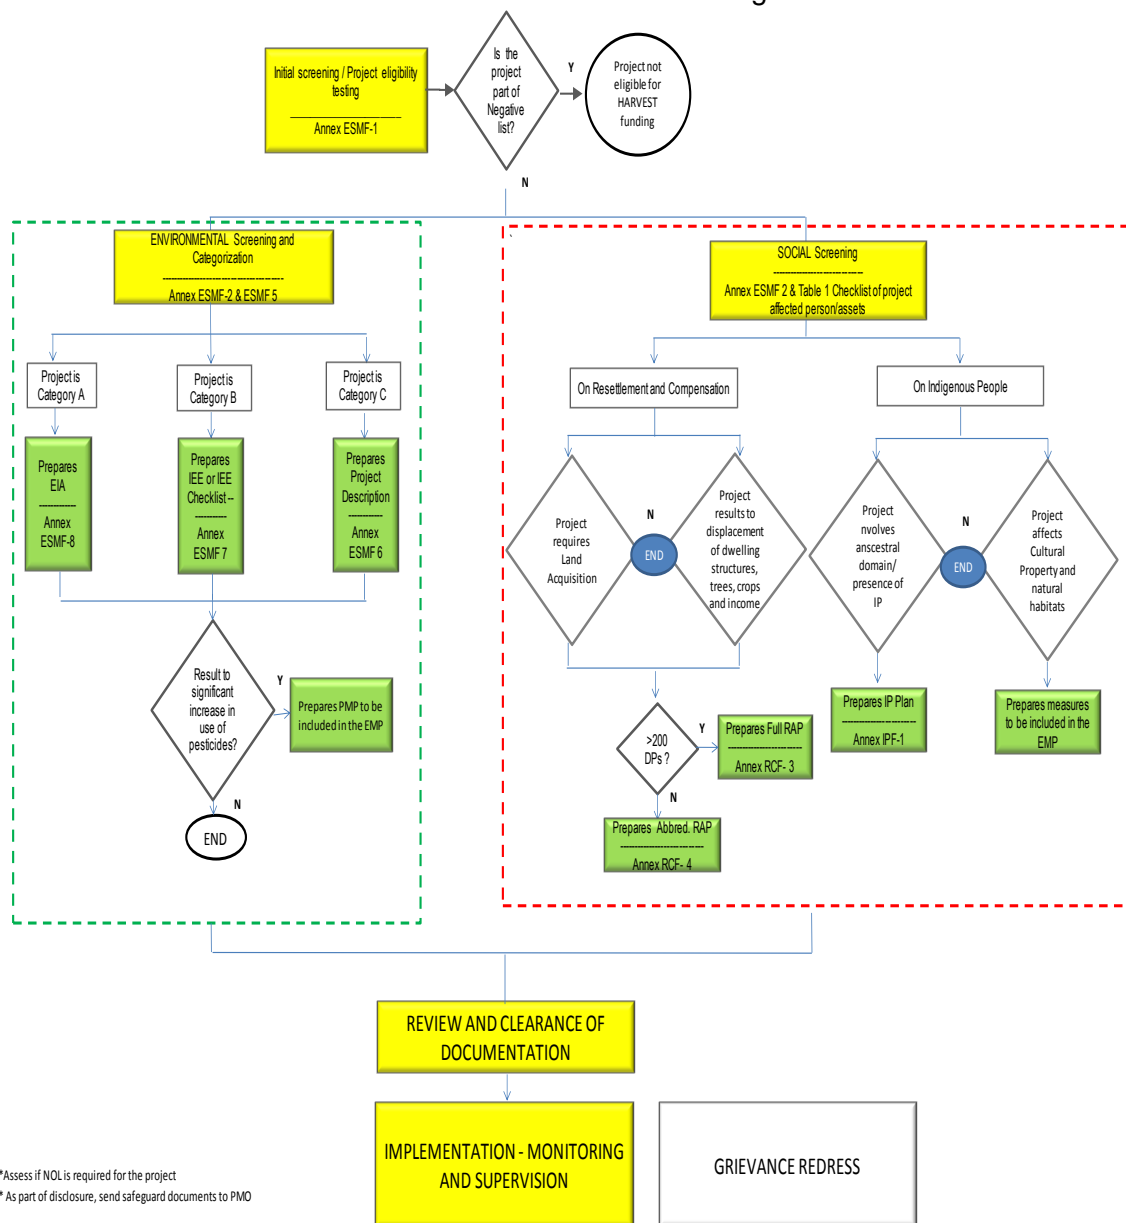 Initial screening / Project eligibility
testing
____________________
Annex ESMF-1
Is the
project
part of
Negative
list?
Y
Project not
eligible for
HARVEST
funding
N
ENVIRONMENTAL Screening and
Categorization
Annex ESMF-2 & ESMF 5
SOCIAL Screening
Annex ESMF 2 & Table 1 Checklist of project
affected person/assets
Project is
Category A
Project is
Category B
Project is
Category C
On Resettlement and Compensation
On Indigenous People
Prepares
EIA
-------------
Annex
ESMF-8
Prepares
IEE or IEE
Checklist --
------------
Annex
ESMF 7
Prepares
Project
Description
------------
Annex
ESMF 6
Project
requires
Land
Acquisition
N
END
Project
results to
displacement
of dwelling
structures,
trees, crops
and income
Project
nvolves
anscestral
domain/
presence of
IP
N
END
Project
affects
Cultural
Property and
natural
habitats
Result to
significant
increase in
use of
pesticides?
Y
Prepares PMP to be
included in the EMP
N
END
>200
DPs ?
Y
Prepares Full RAP
-------------------------
Annex RCF- 3
N
Prepares Abbred. RAP
----------------------------
Annex RCF- 4
Prepares IP Plan
-------------------------
Annex IPF-1
Prepares measures
to be included in the
EMP
REVIEW AND CLEARANCE OF
DOCUMENTATION
IMPLEMENTATION - MONITORING
AND SUPERVISION
GRIEVANCE REDRESS
*Assess if NOL is required for the project
* As part of disclosure, send safeguard documents to PMO